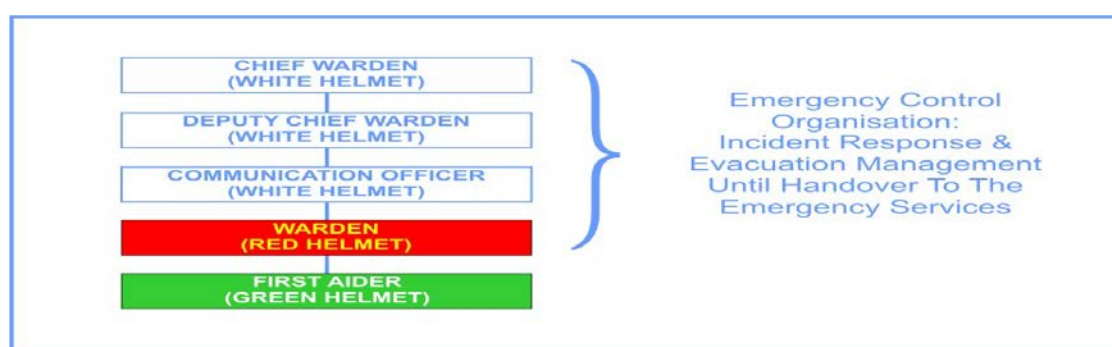 CHIEF WARDEN
(WHITE HELMET)
DEPUTY CHIEF WARDEN
(WHITE HELMET)
COMMUNICATION OFFICER
(WHITE HELMET)
WARDEN
(RED HELMET)
FIRST AIDER
(GREEN HELMET)
Emergency Control
Organisation:
Incident Response &
Evacuation Management
Until Handover To The
Emergency Services